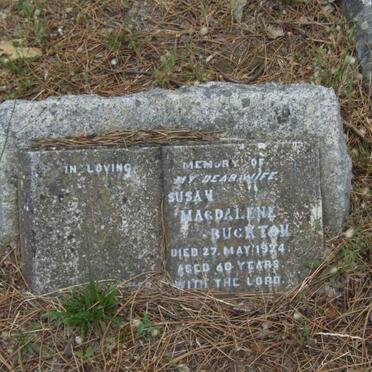 IN LOVING MEMORY OF
MY DEAR WIFE,
SUSAN
MAGDALENE
BUCKTON
DIED 27. MAY. 1924
AGED 60 YEARS
WITH THE LORD.